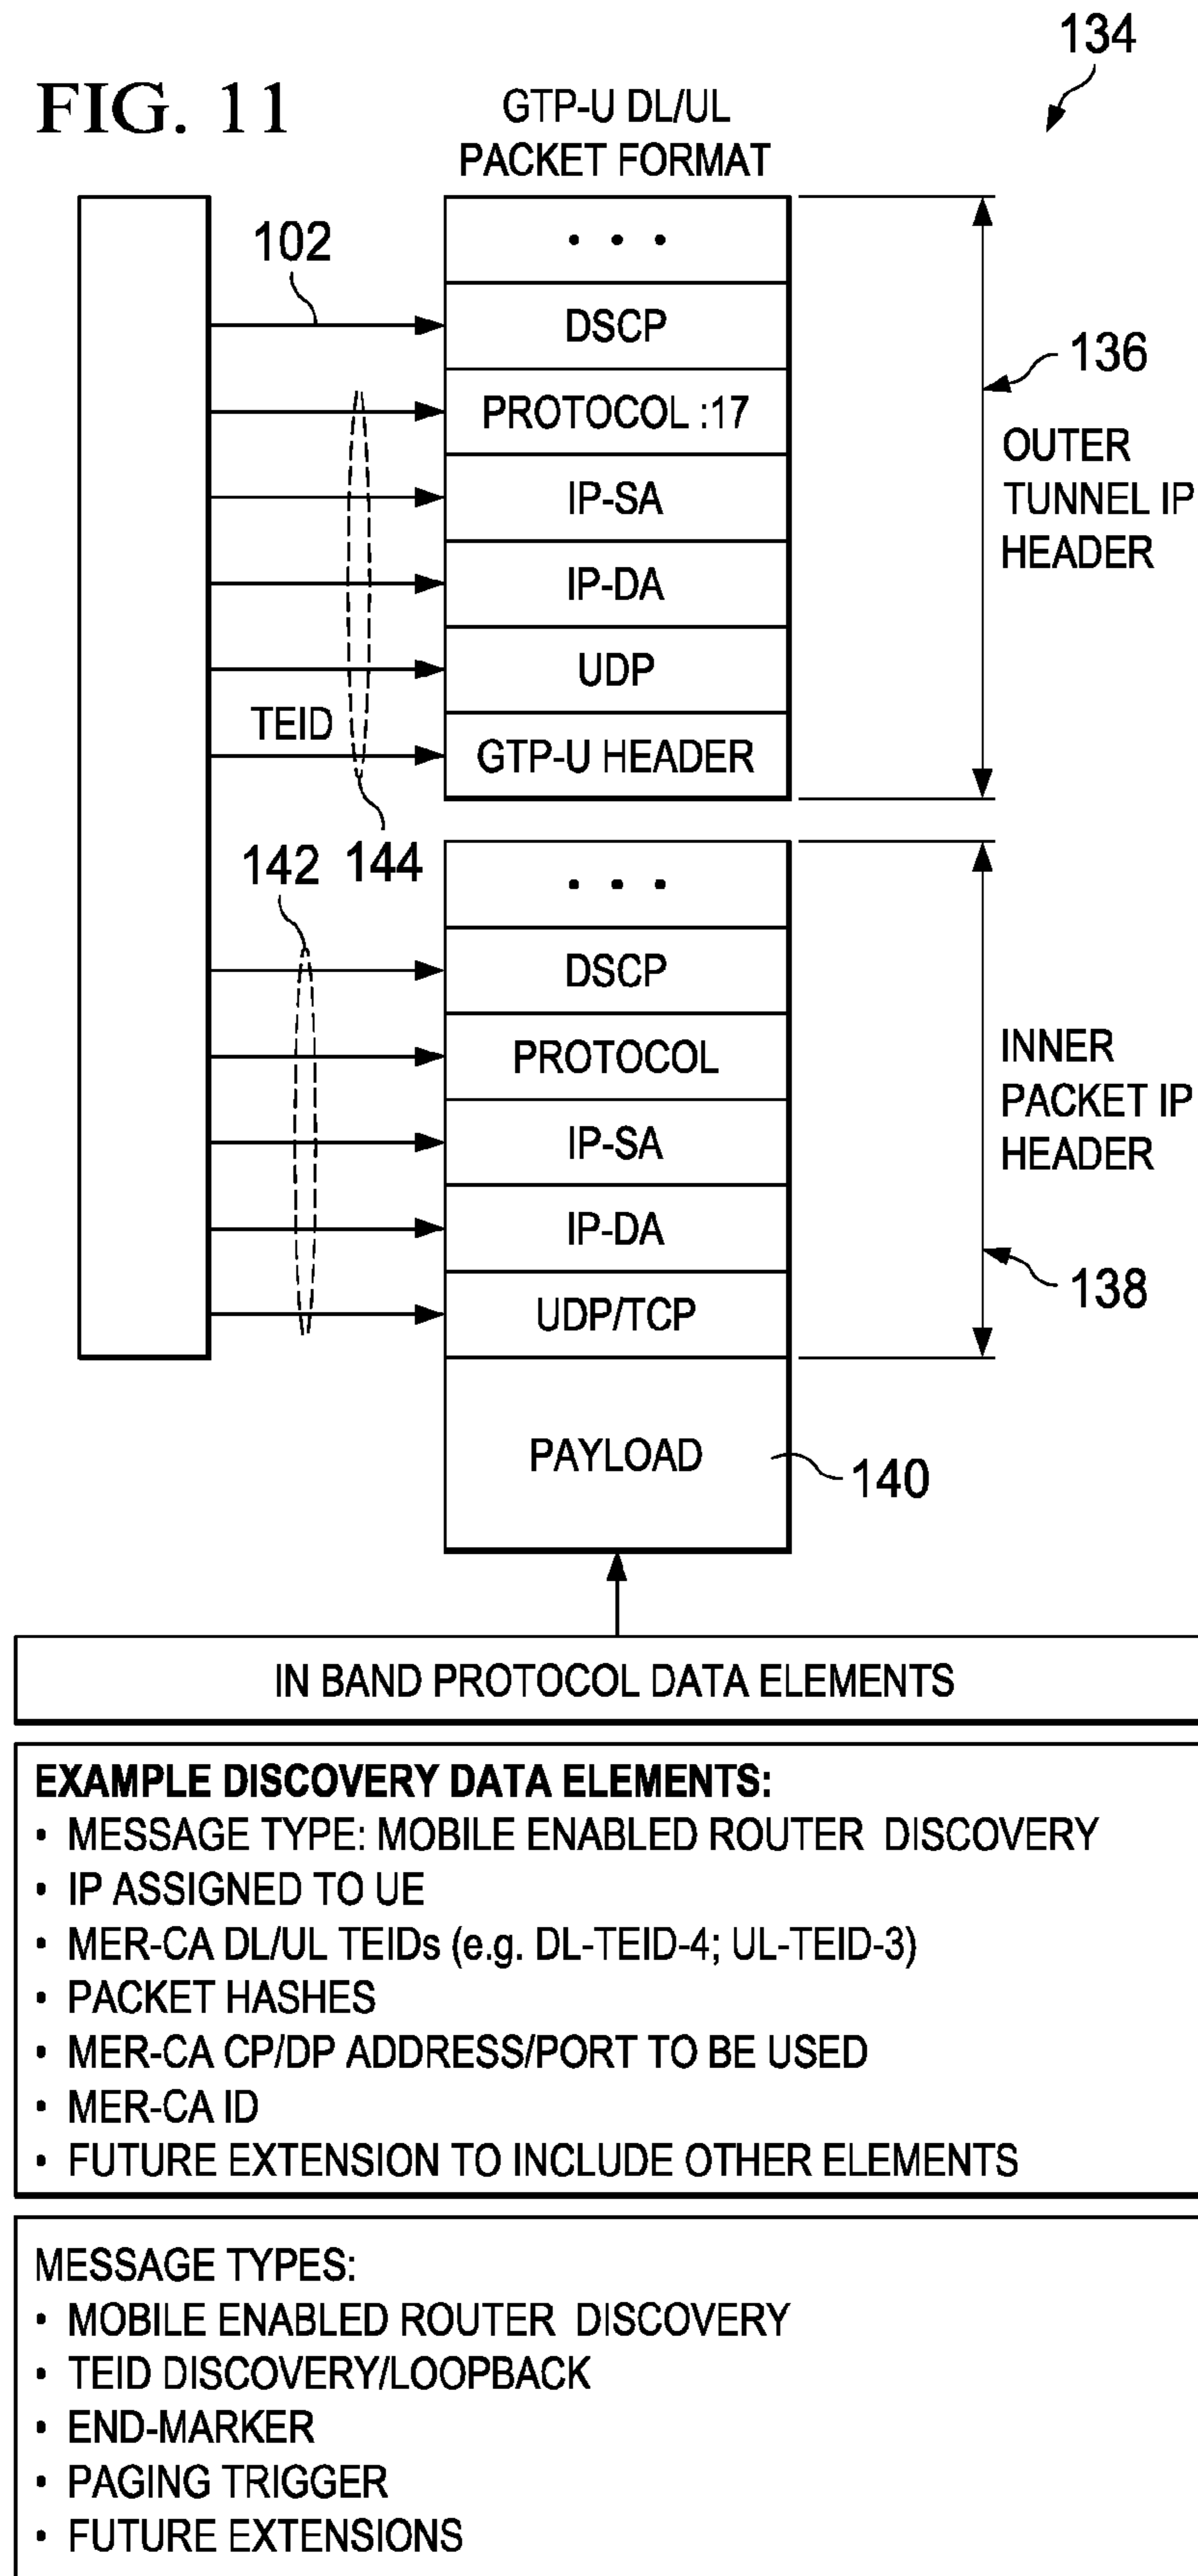 134
FIG. 11
GTP-U DL/UL
PACKET FORMAT
• • •
102
DSCP
136
PROTOCOL :17
OUTER
TUNNEL IP
HEADER
IP-SA
IP-DA
UDP
TEID
GTP-U HEADER
142
144
• • •
DSCP
PROTOCOL
INNER
PACKET IP
HEADER
IP-SA
IP-DA
138
UDP/TCP
PAYLOAD
140
IN BAND PROTOCOL DATA ELEMENTS
EXAMPLE DISCOVERY DATA ELEMENTS:
• MESSAGE TYPE: MOBILE ENABLED ROUTER DISCOVERY
• IP ASSIGNED TO UE
• MER-CA DL/UL TEIDs (e.g. DL-TEID-4; UL-TEID-3)
• PACKET HASHES
• MER-CA CP/DP ADDRESS/PORT TO BE USED
• MER-CA ID
• FUTURE EXTENSION TO INCLUDE OTHER ELEMENTS
MESSAGE TYPES:
• MOBILE ENABLED ROUTER DISCOVERY
• TEID DISCOVERY/LOOPBACK
• END-MARKER
• PAGING TRIGGER
• FUTURE EXTENSIONS